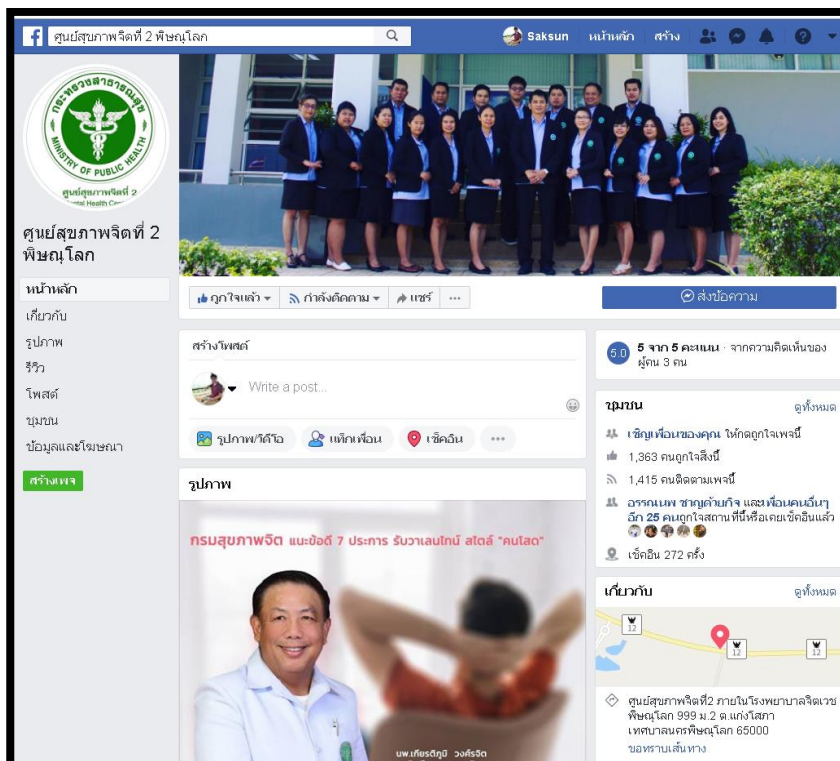 ศูนย์สุขภาพจิตที่ 2 พิษณุโลก
Saksun หน้าหลัก สร้าง
กระทรวงสาธารณสุข
MINISTRY OF PUBLIC HEALTH
ศูนย์สุขภาพจิตที่ 2
ศูนย์สุขภาพจิตที่ 2
พิษณุโลก
หน้าหลัก
เกี่ยวกับ
รูปภาพ
รีวิว
โพสต์
ชุมชน
ข้อมูลและโฆษณา
สร้างเพจ
ถูกใจแล้ว กำลังติดตาม แชร์
ส่งข้อความ
สร้างโพสต์
Write a post...
รูปภาพ/วิดีโอ แท็กเพื่อน เช็คอิน
รูปภาพ
กรมสุขภาพจิต แนะข้อดี 7 ประการ รับวาเลนไทน์ สไตล์ "คนโสด"
นพ.เกียรติภูมิ วงศ์รจิต
5.0 5 จาก 5 คะแนน · จากความคิดเห็นของ
ผู้คน 3 คน
ชุมชน ดูทั้งหมด
เชิญเพื่อนของคุณ ให้กดถูกใจเพจนี้
1,363 คนถูกใจสิ่งนี้
1,415 คนติดตามเพจนี้
อรรณนพ ชาญด้วยกิจ และเพื่อนคนอื่นๆ
อีก 25 คนถูกใจสถานที่นี้หรือเคยเช็คอินแล้ว
เช็คอิน 272 ครั้ง
เกี่ยวกับ ดูทั้งหมด
12
12
12
ศูนย์สุขภาพจิตที่2 ภายในโรงพยาบาลจิตเวช
พิษณุโลก 999 ม.2 ต.แก่งโสภา
เทศบาลนครพิษณุโลก 65000
ขอทราบเส้นทาง